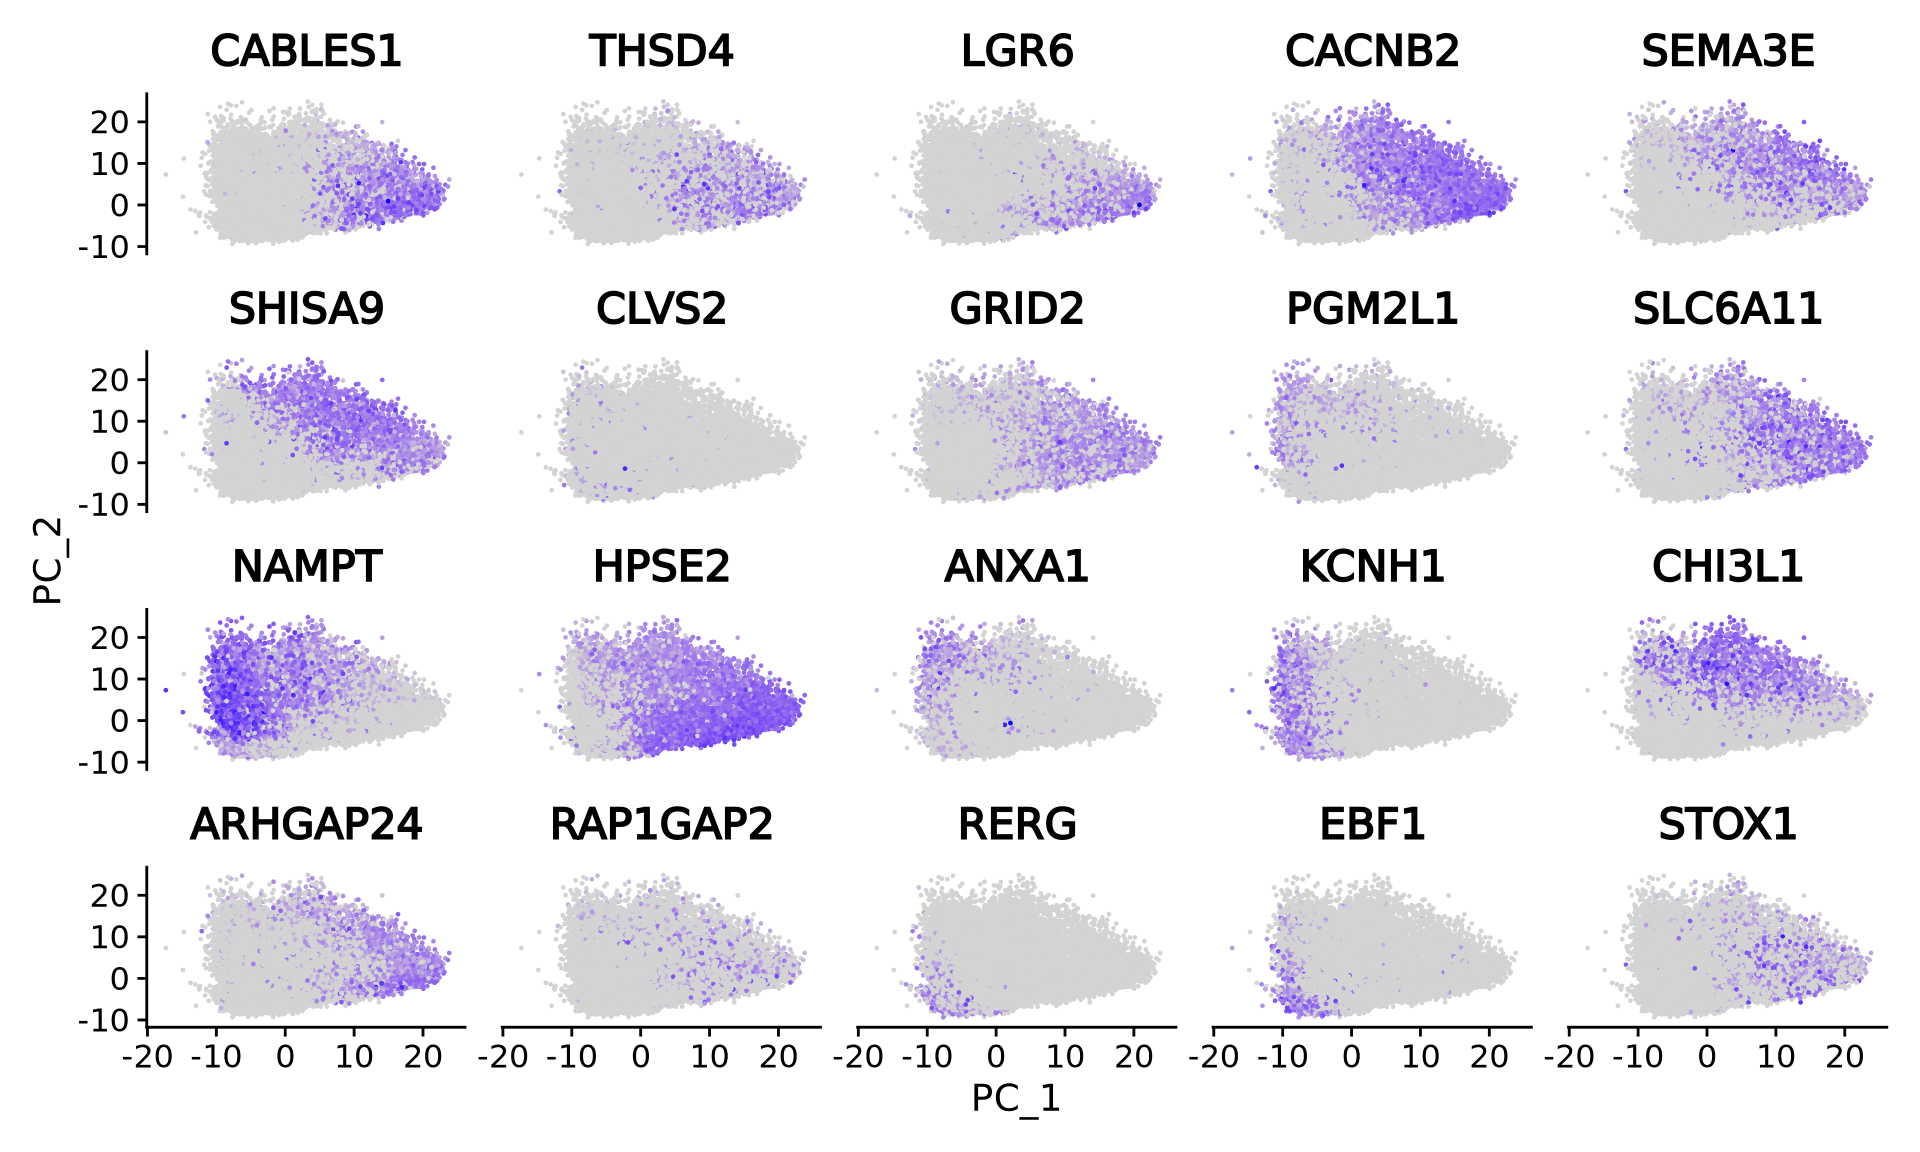 CABLES1 THSD4 LGR6 CACNB2 SEMA3E
20
10
0
-10
SHISA9 CLVS2 GRID2 PGM2L1 SLC6A11
20
10
0
-10
PC_2
NAMPT HPSE2 ANXA1 KCNH1 CHI3L1
20
10
0
-10
ARHGAP24 RAP1GAP2 RERG EBF1 STOX1
20
10
0
-10
-20 -10 0 10 20 -20 -10 0 10 20 -20 -10 0 10 20 -20 -10 0 10 20 -20 -10 0 10 20
PC_1